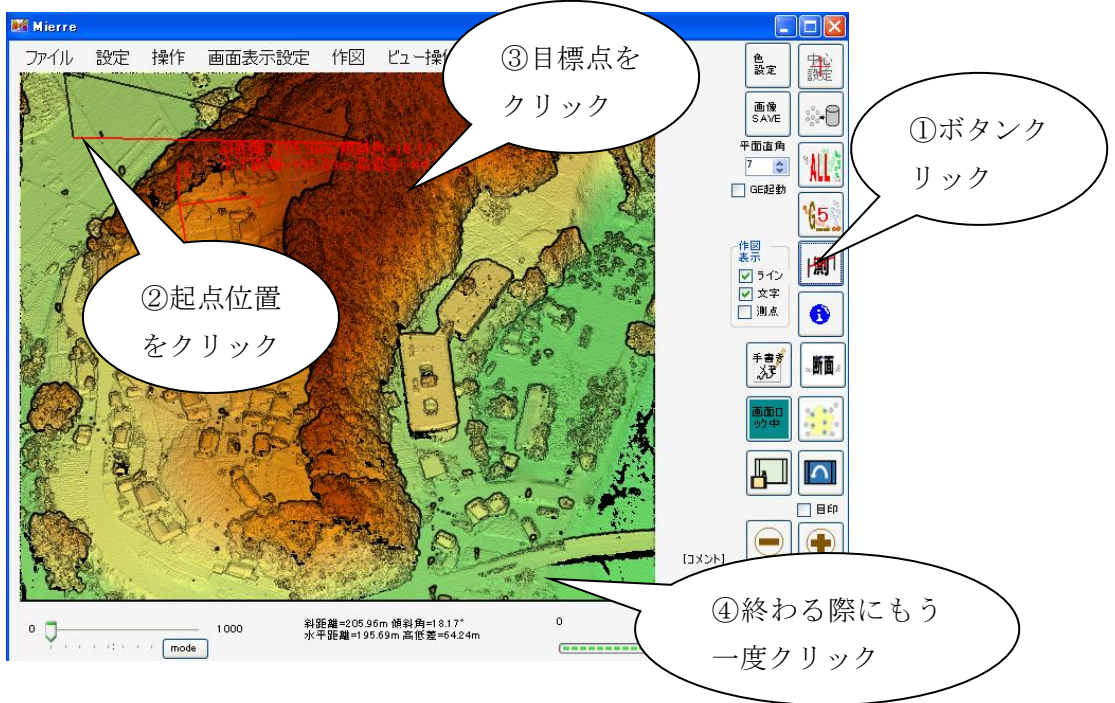 Mierre
ファイル 設定 操作 画面表示設定 作図 ビュー操
③目標点を
クリック
色
設定
中心
設定
画像
SAVE
①ボタンク
リック
平面直角
7
ALL
GE起動
G5
②起点位置
をクリック
作図
表示
ライン
文字
測点
測
手書き
メモ
断面
画面ロ
ック中
目印
[コメント]
④終わる際にもう
一度クリック
0
1000
mode
斜距離=205.96m 傾斜角=18.17°
水平距離=195.69m 高低差=64.24m
0